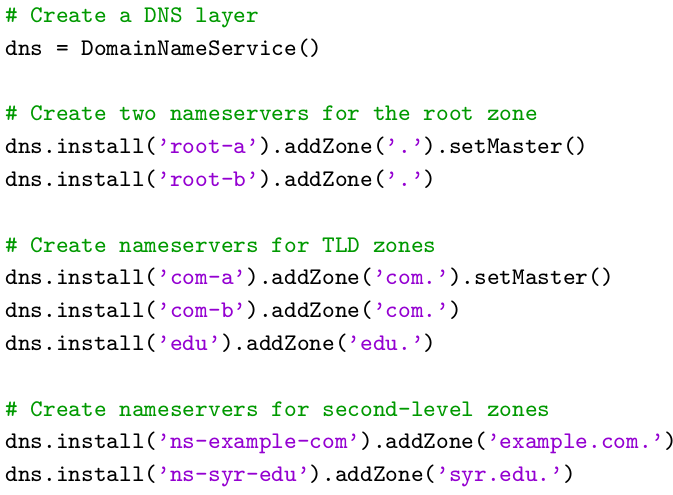 # Create a DNS layer
dns = DomainNameService()
# Create two nameservers for the root zone
dns.install(’root-a’).addZone(’.’).setMaster()
dns.install(’root-b’).addZone(’.’)
# Create nameservers for TLD zones
dns.install(’com-a’).addZone(’com.’).setMaster()
dns.install(’com-b’).addZone(’com.’)
dns.install(’edu’).addZone(’edu.’)
# Create nameservers for second-level zones
dns.install(’ns-example-com’).addZone(’example.com.’)
dns.install(’ns-syr-edu’).addZone(’syr.edu.’)